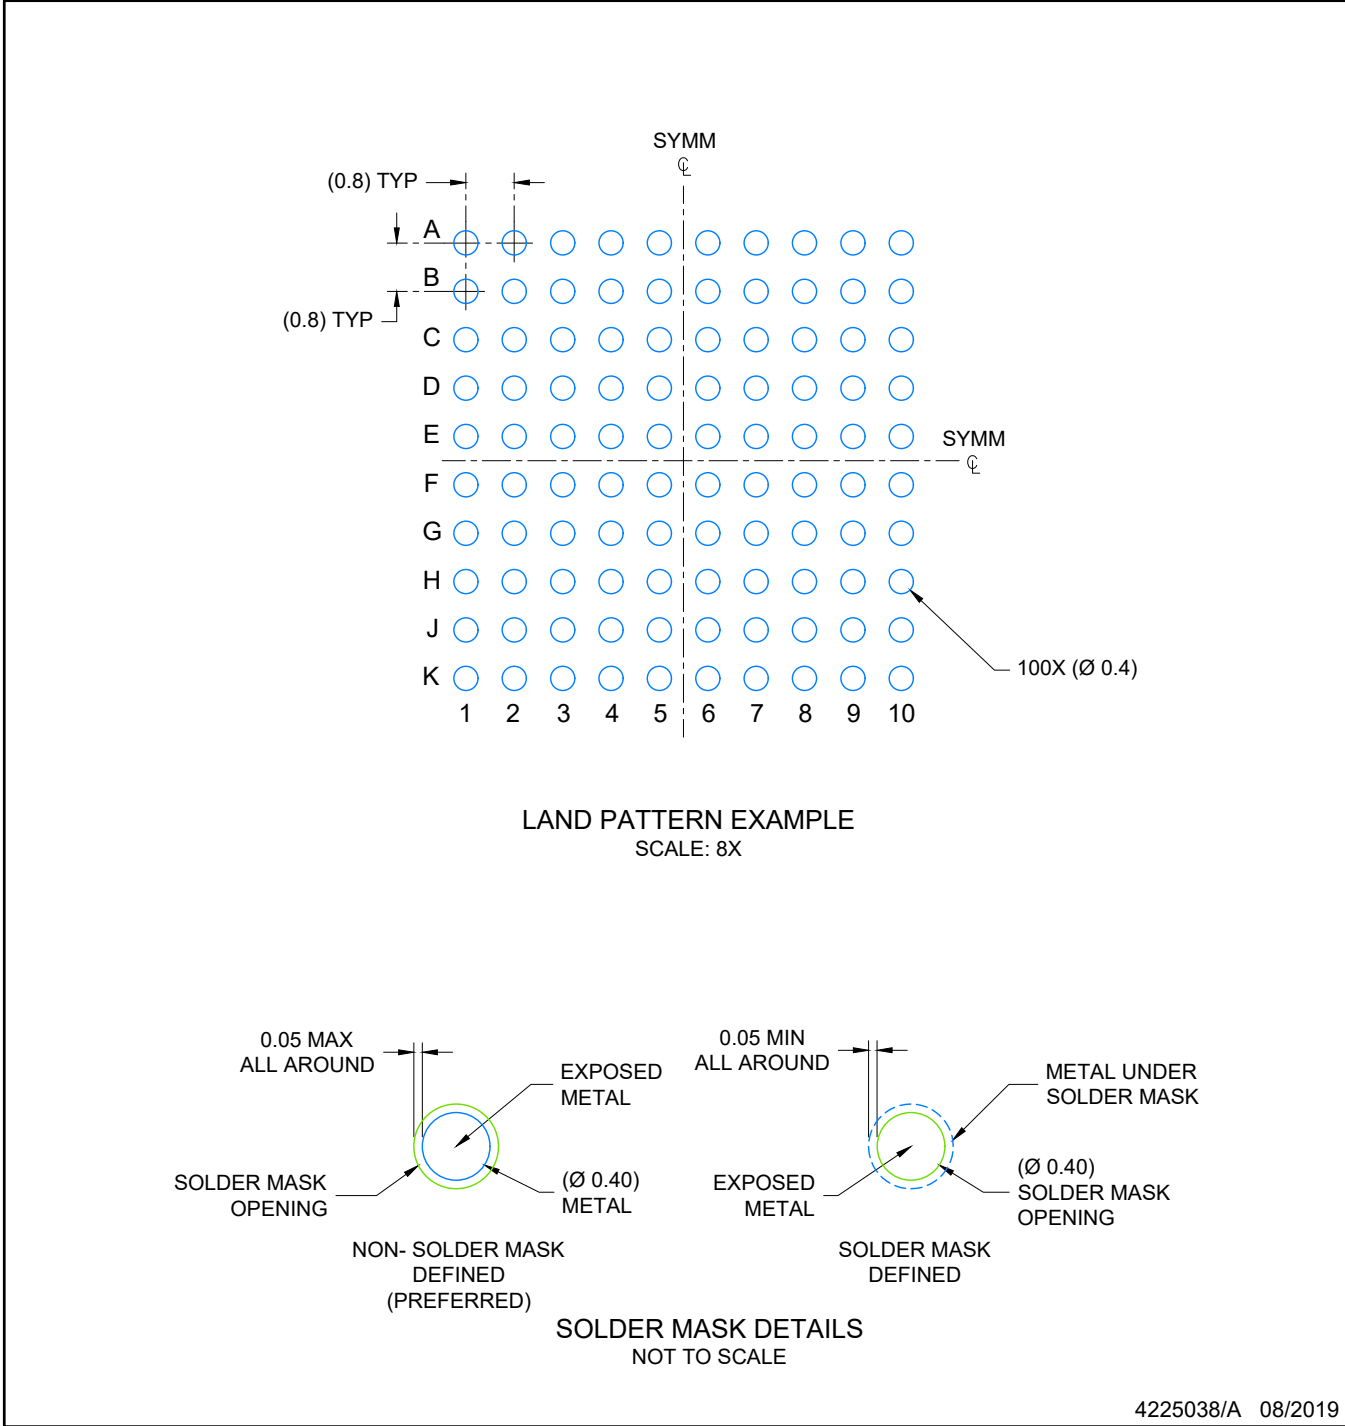 SYMM
(0.8) TYP
A
B
(0.8) TYP
C
D
E
SYMM
F
G
H
J
K
100X (Ø 0.4)
1 2 3 4 5 6 7 8 9 10
LAND PATTERN EXAMPLE
SCALE: 8X
0.05 MAX
ALL AROUND
EXPOSED
METAL
SOLDER MASK
OPENING
(Ø 0.40)
METAL
NON- SOLDER MASK
DEFINED
(PREFERRED)
0.05 MIN
ALL AROUND
METAL UNDER
SOLDER MASK
EXPOSED
METAL
(Ø 0.40)
SOLDER MASK
OPENING
SOLDER MASK
DEFINED
SOLDER MASK DETAILS
NOT TO SCALE
4225038/A 08/2019